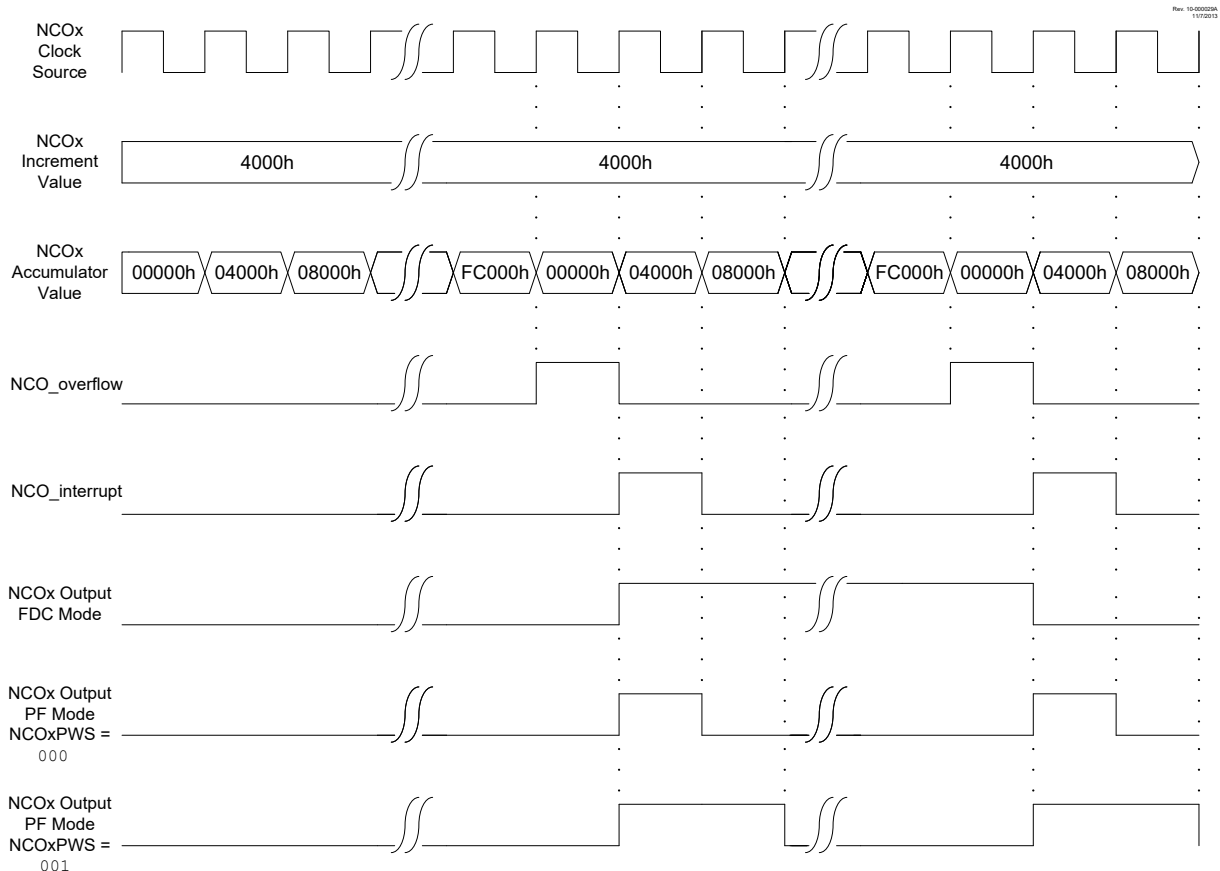 Rev. 10-000029A
11/7/2013
NCOx
Clock
Source
NCOx
Increment
Value
4000h 4000h 4000h
NCOx
Accumulator
Value
00000h 04000h 08000h FC000h 00000h 04000h 08000h FC000h 00000h 04000h 08000h
NCO_overflow
NCO_interrupt
NCOx Output
FDC Mode
NCOx Output
PF Mode
NCOxPWS =
000
NCOx Output
PF Mode
NCOxPWS =
001